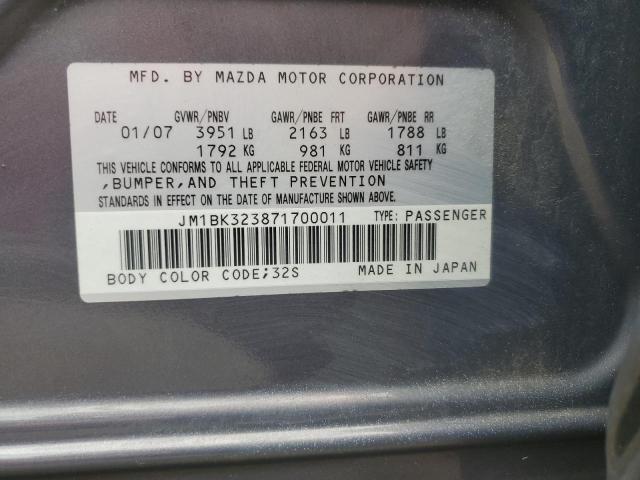 MFD. BY MAZDA MOTOR CORPORATION
DATE GVWR/PNBV GAWR/PNBE FRT GAWR/PNBE RR
01/07 3951 LB 2163 LB 1788 LB
1792 KG 981 KG 811 KG
THIS VEHICLE CONFORMS TO ALL APPLICABLE FEDERAL MOTOR VEHICLE SAFETY
,BUMPER,AND THEFT PREVENTION
STANDARDS IN EFFECT ON THE DATE OF MANUFACTURE SHOWN ABOVE.
JM1BK323871700011 TYPE: PASSENGER
BODY COLOR CODE;32S MADE IN JAPAN